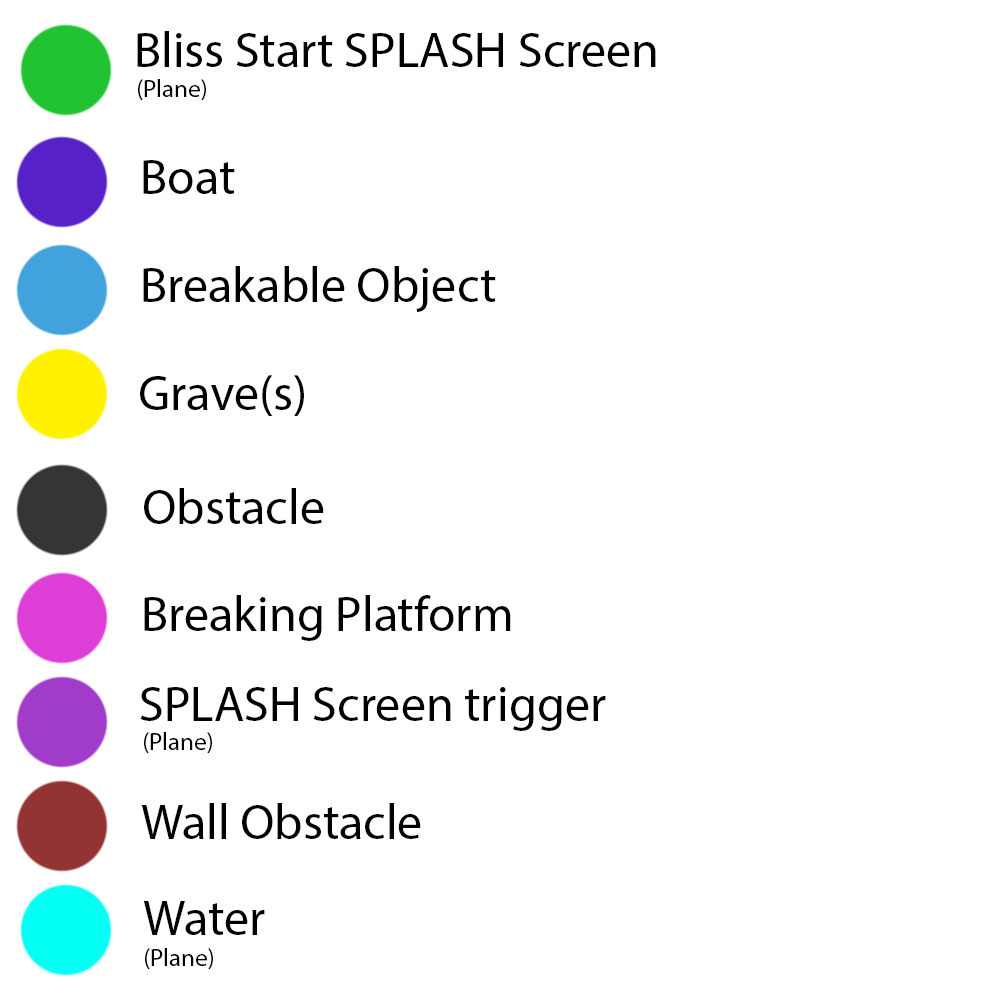 Bliss Start SPLASH Screen
(Plane)
Boat
Breakable Object
Grave(s)
Obstacle
Breaking Platform
SPLASH Screen trigger
(Plane)
Wall Obstacle
Water
(Plane)